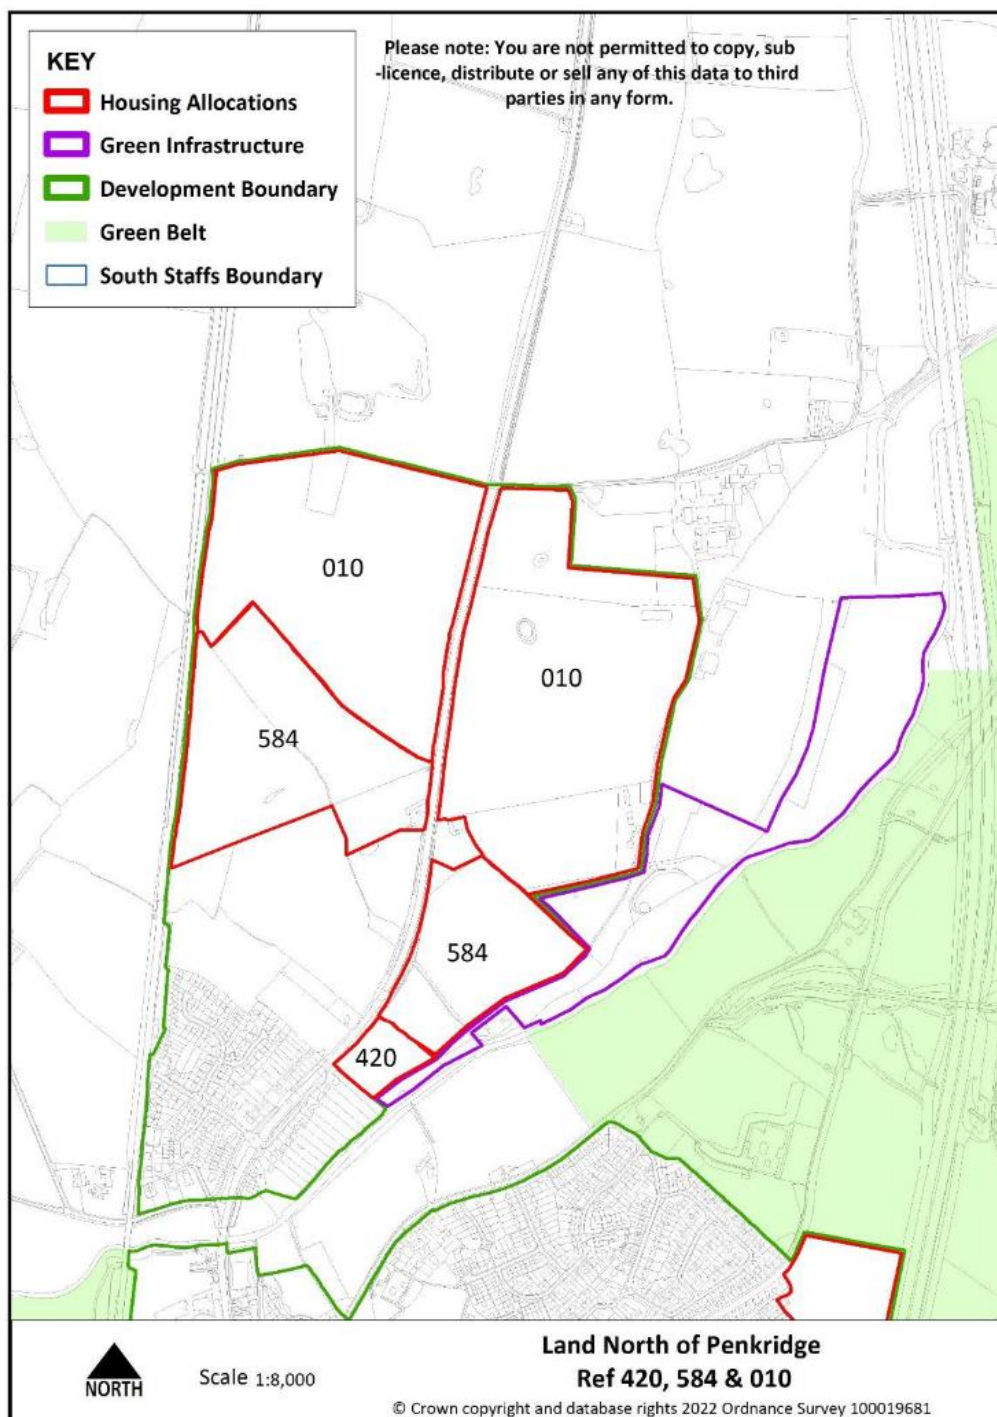 KEY
Housing Allocations
Green Infrastructure
Development Boundary
Green Belt
South Staffs Boundary
Please note: You are not permitted to copy, sub
-licence, distribute or sell any of this data to third
parties in any form.
010
010
584
584
420
NORTH
Scale 1:8,000
Land North of Penkridge
Ref 420, 584 & 010
© Crown copyright and database rights 2022 Ordnance Survey 100019681